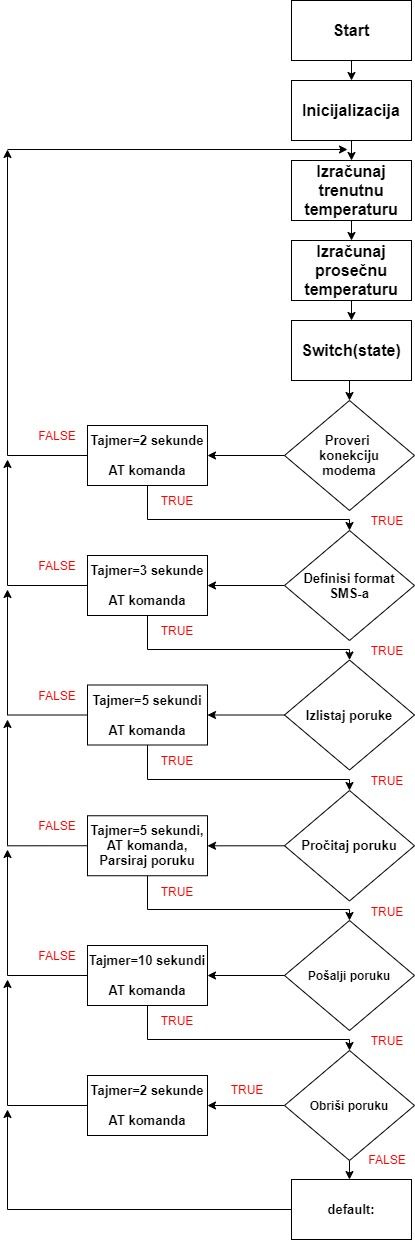 Start
Inicijalizacija
Izračunaj
trenutnu
temperaturu
Izračunaj
prosečnu
temperaturu
Switch(state)
FALSE
Tajmer=2 sekunde
AT komanda
Proveri
konekciju
modema
TRUE
TRUE
FALSE
Tajmer=3 sekunde
AT komanda
Definisi format
SMS-a
TRUE
TRUE
FALSE
Tajmer=5 sekundi
AT komanda
Izlistaj poruke
TRUE
TRUE
FALSE
Tajmer=5 sekundi,
AT komanda,
Parsiraj poruku
Pročitaj poruku
TRUE
TRUE
FALSE
Tajmer=10 sekundi
AT komanda
Pošalji poruku
TRUE
TRUE
Tajmer=2 sekunde
AT komanda
TRUE
Obriši poruku
FALSE
default: